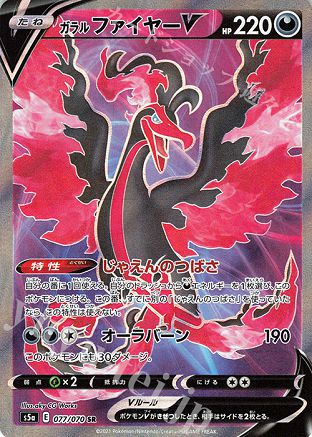 たね
ガラル ファイヤーV
HP 220
特性 じゃえんのつばさ
自分の番に1回使える。自分のトラッシュから エネルギーを1枚選び、この
ポケモンにつける。この番、すでに別の「じゃえんのつばさ」を使っていた
なら、この特性は使えない。
オーラバーン 190
このポケモンにも30ダメージ。
弱点 ×2 抵抗力 にげる
Illus. aky CG Works
s5a E 077/070 SR
Vルール
ポケモンVがきぜつしたとき、相手はサイドを2枚とる。
©2021 Pokémon/Nintendo/Creatures/GAME FREAK.